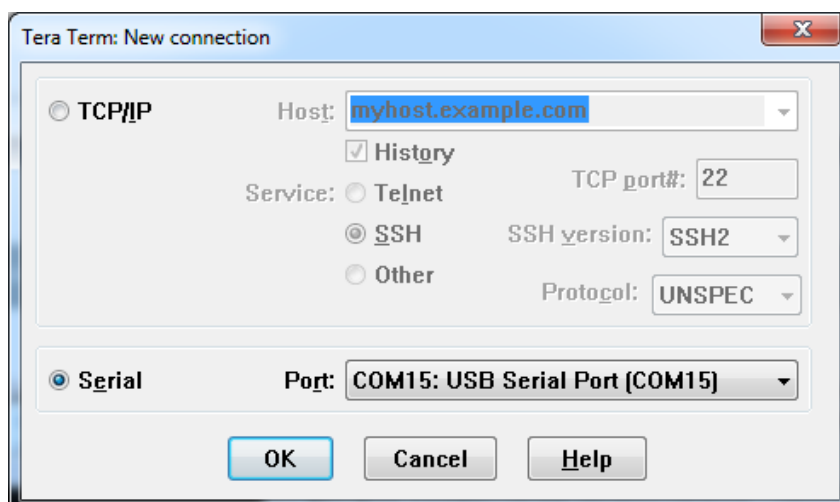 Tera Term: New connection
TCP/IP Host: myhost.example.com
History
Service: Telnet TCP port#: 22
SSH SSH version: SSH2
Other Protocol: UNSPEC
Serial Port: COM15: USB Serial Port (COM15)
OK Cancel Help